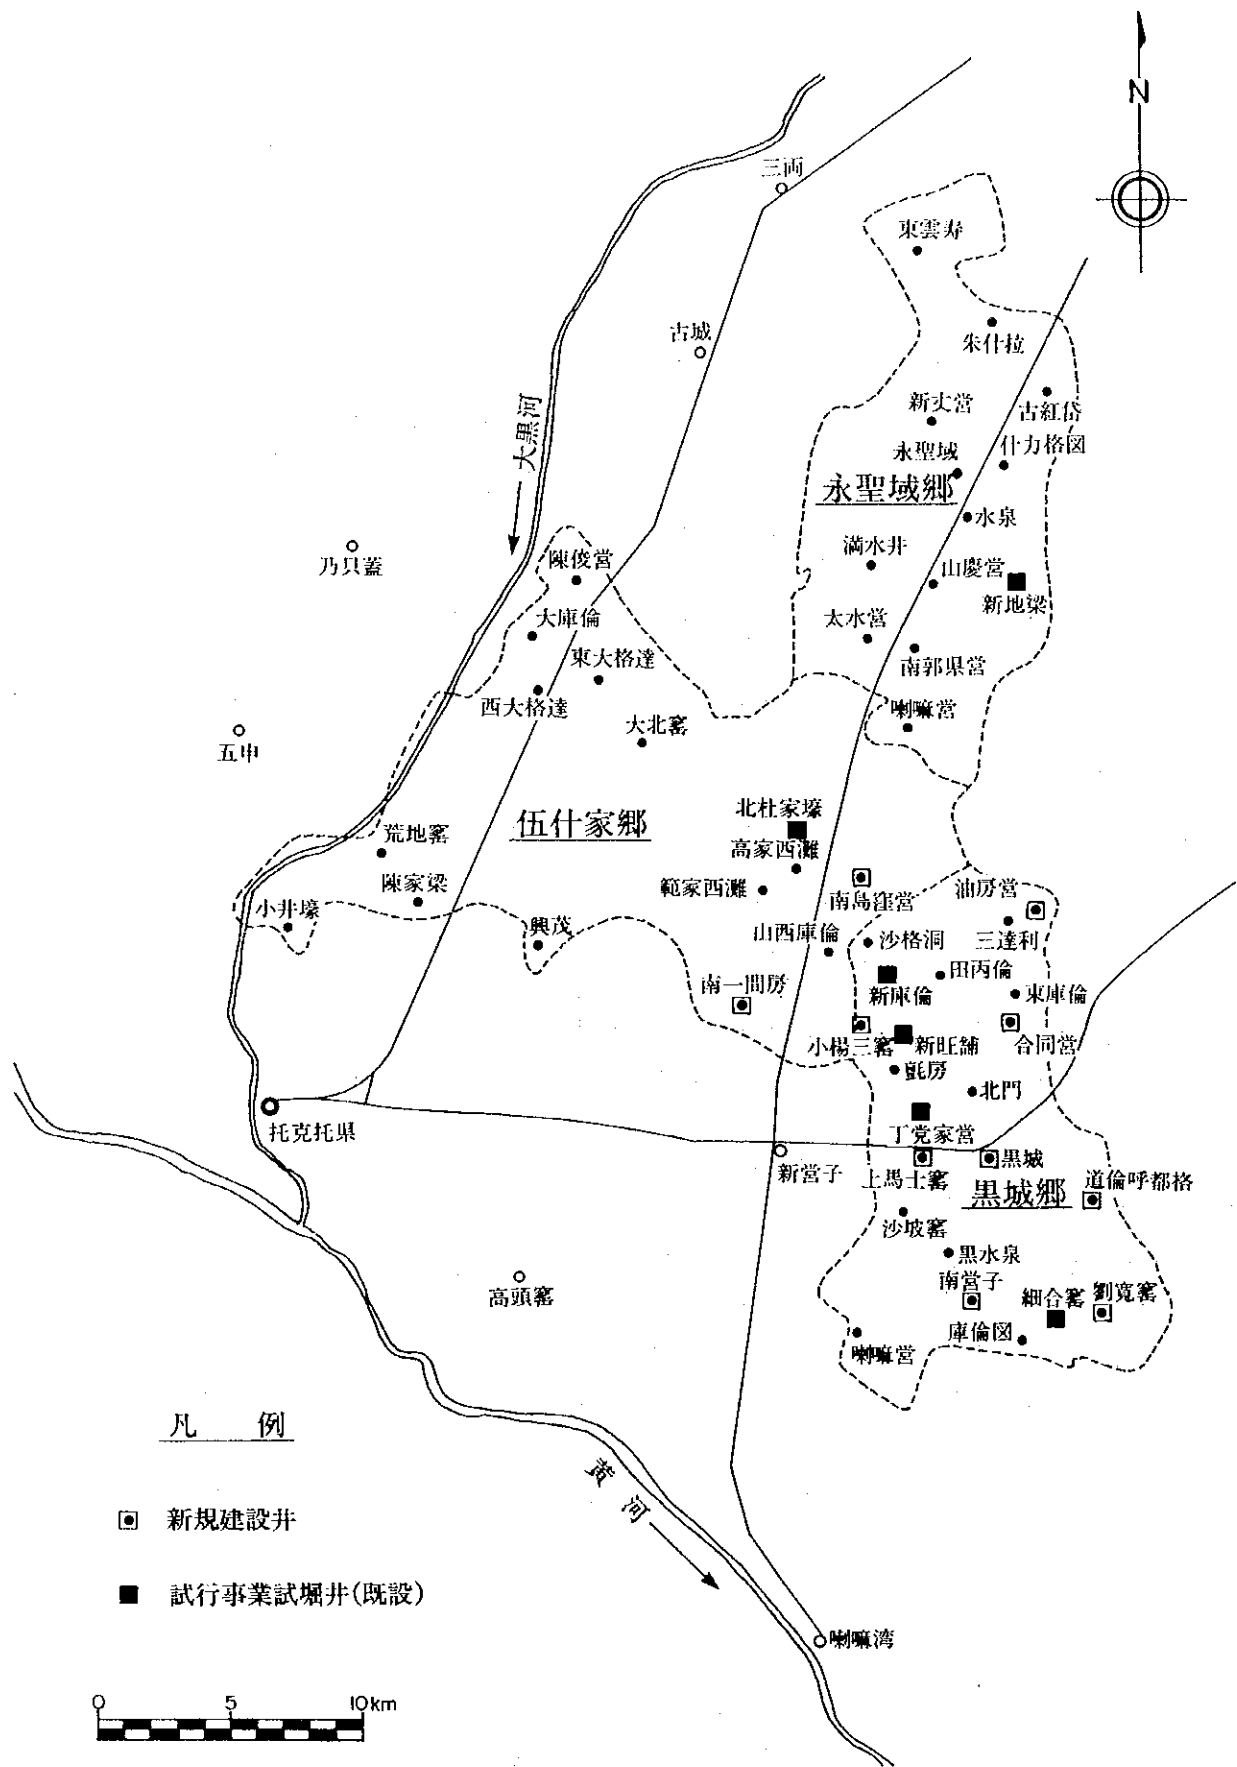 N
三両
東雲寿
古城
朱什拉
大黒河
新丈営
古紅岱
永聖域
什力格図
永聖域郷
水泉
乃只蓋
陳俊営
満水井
山慶営
新地梁
大庫倫
太水営
東大格達
南郭県営
西大格達
喇嘛営
大北窰
五申
北杜家壕
伍什家郷
荒地窰
高家西灘
陳家梁
範家西灘
南島窪営
油房営
小井壕
興茂
山西庫倫
沙格洞
三達利
田丙倫
南一間房
新庫倫
東庫倫
小楊三窰
新旺舗
合同営
氈房
北門
托克托県
丁党家営
新営子
上馬士窰
黒城
道倫呼都格
黒城郷
沙坡窰
黒水泉
高頭窰
南営子
細合窰
劉寛窰
庫倫図
喇嘛営
凡 例
黄河
新規建設井
試行事業試堀井(既設)
喇嘛湾
0 5 10km